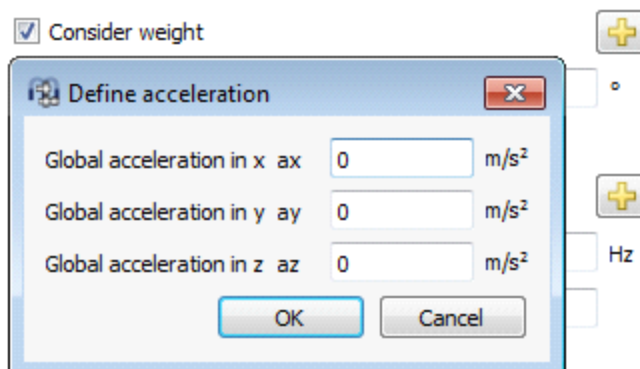 Consider weight
Define acceleration
°
Global acceleration in x ax 0 m/s²
Global acceleration in y ay 0 m/s²
Global acceleration in z az 0 m/s²
Hz
OK Cancel